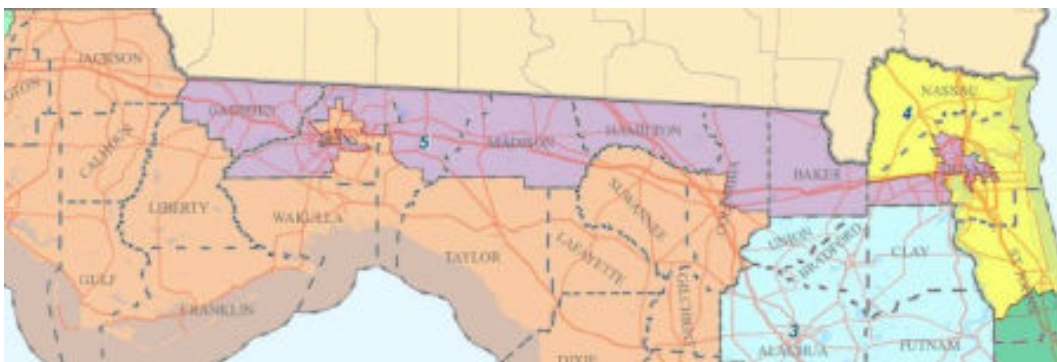 JACKSON
NASSAU
4
GADSDEN
HAMILTON
MADISON
5
CALHOUN
BAKER
SUWANNEE
LIBERTY
WAKULLA
UNION
BRADFORD
CLAY
TAYLOR
LAFAYETTE
GULF
GILCHRIST
FRANKLIN
3
ALACHUA
PUTNAM
DIXIE